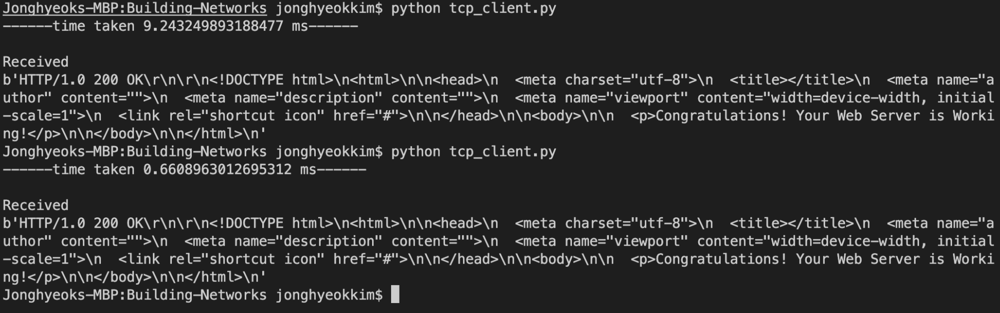 Jonghyeoks-MBP:Building-Networks jonghyeokkim$ python tcp_client.py
------time taken 9.243249893188477 ms------
Received
b'HTTP/1.0 200 OK\r\n\r\n<!DOCTYPE html>\n<html>\n\n<head>\n  <meta charset="utf-8">\n  <title></title>\n  <meta name="a
uthor" content="">\n  <meta name="description" content="">\n  <meta name="viewport" content="width=device-width, initial
-scale=1">\n  <link rel="shortcut icon" href="#">\n\n</head>\n\n<body>\n\n  <p>Congratulations! Your Web Server is Worki
ng!</p>\n\n</body>\n\n</html>\n'
Jonghyeoks-MBP:Building-Networks jonghyeokkim$ python tcp_client.py
------time taken 0.6608963012695312 ms------
Received
b'HTTP/1.0 200 OK\r\n\r\n<!DOCTYPE html>\n<html>\n\n<head>\n  <meta charset="utf-8">\n  <title></title>\n  <meta name="a
uthor" content="">\n  <meta name="description" content="">\n  <meta name="viewport" content="width=device-width, initial
-scale=1">\n  <link rel="shortcut icon" href="#">\n\n</head>\n\n<body>\n\n  <p>Congratulations! Your Web Server is Worki
ng!</p>\n\n</body>\n\n</html>\n'
Jonghyeoks-MBP:Building-Networks jonghyeokkim$